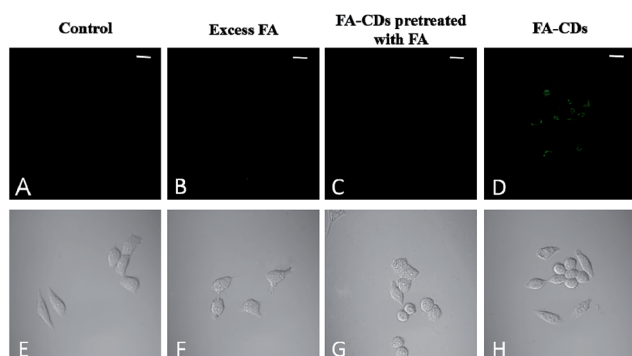 Control
Excess FA
FA-CDs pretreated
with FA
FA-CDs
A
B
C
D
E
F
G
H